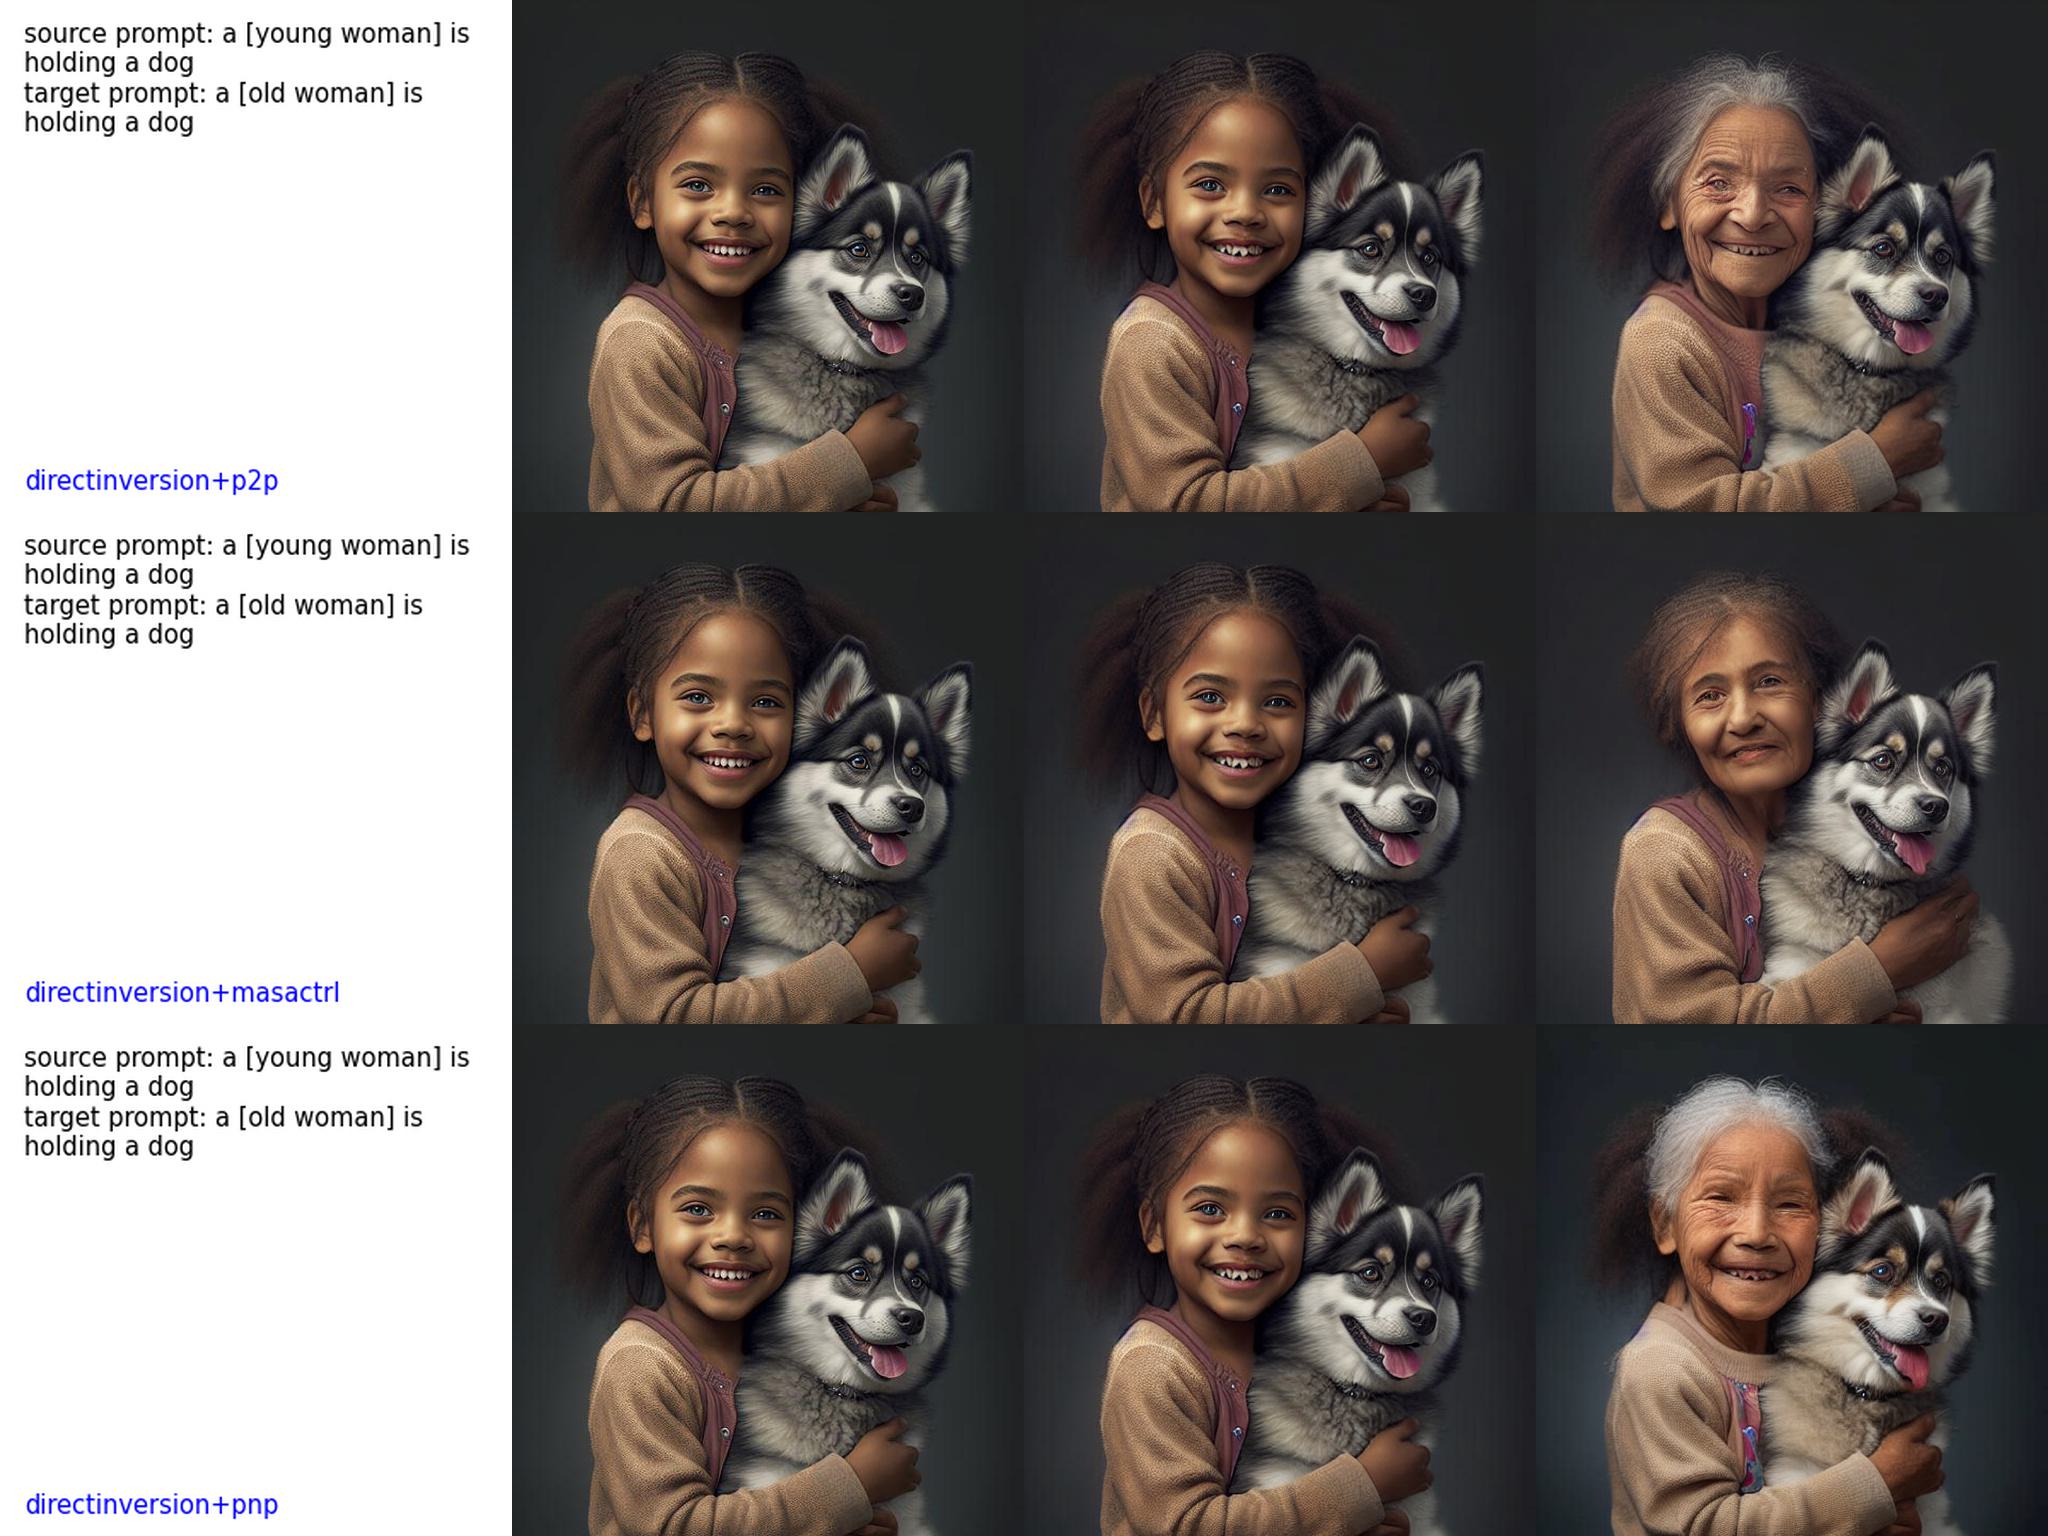 source prompt: a [young woman] is
holding a dog
target prompt: a [old woman] is
holding a dog
directinversion+p2p
source prompt: a [young woman] is
holding a dog
target prompt: a [old woman] is
holding a dog
directinversion+masactrl
source prompt: a [young woman] is
holding a dog
target prompt: a [old woman] is
holding a dog
directinversion+pnp